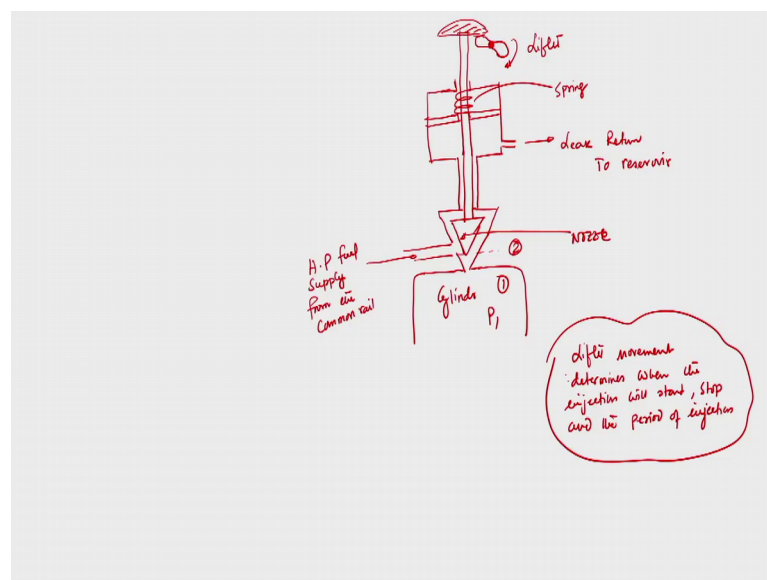 Lifter
Spring
Leak Return
To reservoir
Nozzle
②
H.P fuel
Supply
from the
Common rail
Cylinder ①
P₁
Lifter movement
determines when the
injection will start, stop
and the period of injection